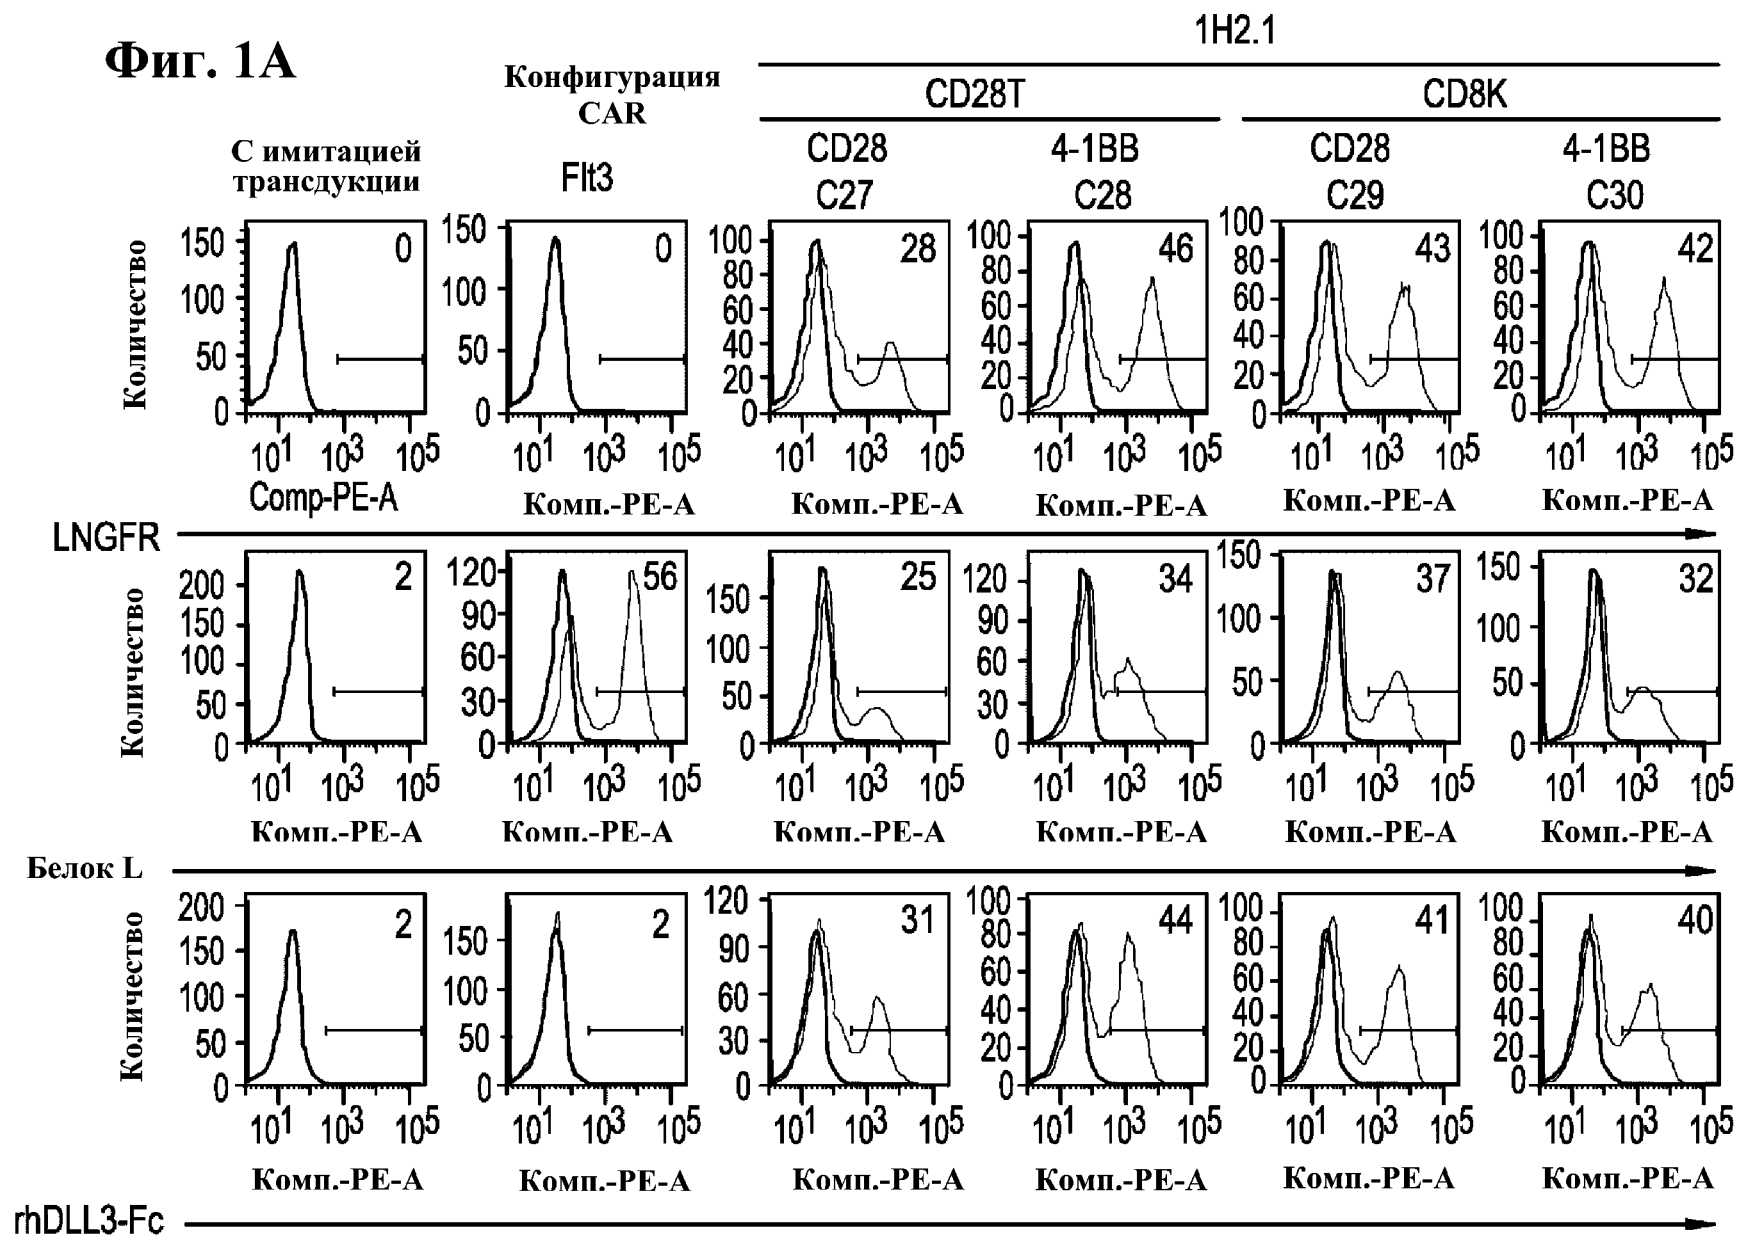 Фиг. 1A
1H2.1
Конфигурация
CAR
CD28T
CD8K
С имитацией
трансдукции
Flt3
CD28
4-1BB
CD28
4-1BB
C27
C28
C29
C30
Количество
150
100
50
0
0
150
100
50
0
0
100
80
60
40
20
0
28
100
80
60
40
20
0
46
100
80
60
40
20
0
43
100
80
60
40
20
0
42
10¹ 10³ 10⁵
10¹ 10³ 10⁵
10¹ 10³ 10⁵
10¹ 10³ 10⁵
10¹ 10³ 10⁵
10¹ 10³ 10⁵
Comp-PE-A
Комп.-PE-A
Комп.-PE-A
Комп.-PE-A
Комп.-PE-A
Комп.-PE-A
LNGFR
Количество
200
150
100
50
0
2
120
90
60
30
0
56
150
100
50
0
25
120
90
60
30
0
34
150
100
50
0
37
150
100
50
0
32
10¹ 10³ 10⁵
10¹ 10³ 10⁵
10¹ 10³ 10⁵
10¹ 10³ 10⁵
10¹ 10³ 10⁵
10¹ 10³ 10⁵
Комп.-PE-A
Комп.-PE-A
Комп.-PE-A
Комп.-PE-A
Комп.-PE-A
Комп.-PE-A
Белок L
Количество
200
150
100
50
0
2
150
100
50
0
2
120
90
60
30
0
31
100
80
60
40
20
0
44
100
80
60
40
20
0
41
100
80
60
40
20
0
40
10¹ 10³ 10⁵
10¹ 10³ 10⁵
10¹ 10³ 10⁵
10¹ 10³ 10⁵
10¹ 10³ 10⁵
10¹ 10³ 10⁵
Комп.-PE-A
Комп.-PE-A
Комп.-PE-A
Комп.-PE-A
Комп.-PE-A
Комп.-PE-A
rhDLL3-Fc